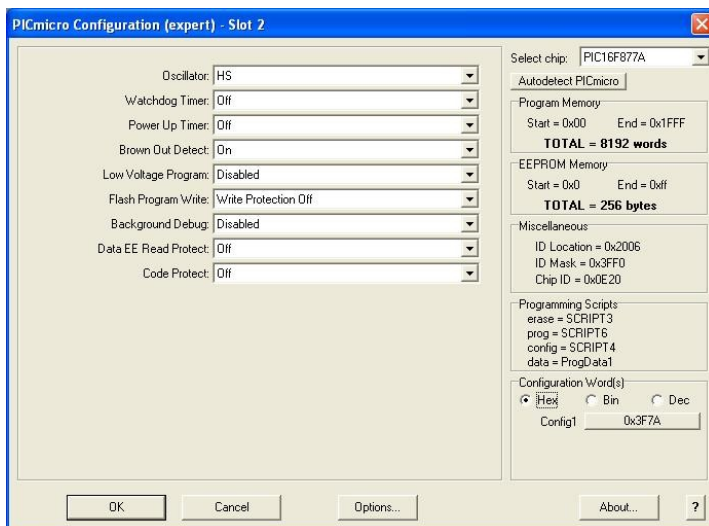 PICmicro Configuration (expert) - Slot 2
Oscillator: HS
Watchdog Timer: Off
Power Up Timer: Off
Brown Out Detect: On
Low Voltage Program: Disabled
Flash Program Write: Write Protection Off
Background Debug: Disabled
Data EE Read Protect: Off
Code Protect: Off
Select chip: PIC16F877A
Autodetect PICmicro
Program Memory
Start = 0x00 End = 0x1FFF
TOTAL = 8192 words
EEPROM Memory
Start = 0x0 End = 0xff
TOTAL = 256 bytes
Miscellaneous
ID Location = 0x2006
ID Mask = 0x3FF0
Chip ID = 0x0E20
Programming Scripts
erase = SCRIPT3
prog = SCRIPT6
config = SCRIPT4
data = ProgData1
Configuration Word(s)
Hex Bin Dec
Config1 0x3F7A
OK Cancel Options... About... ?